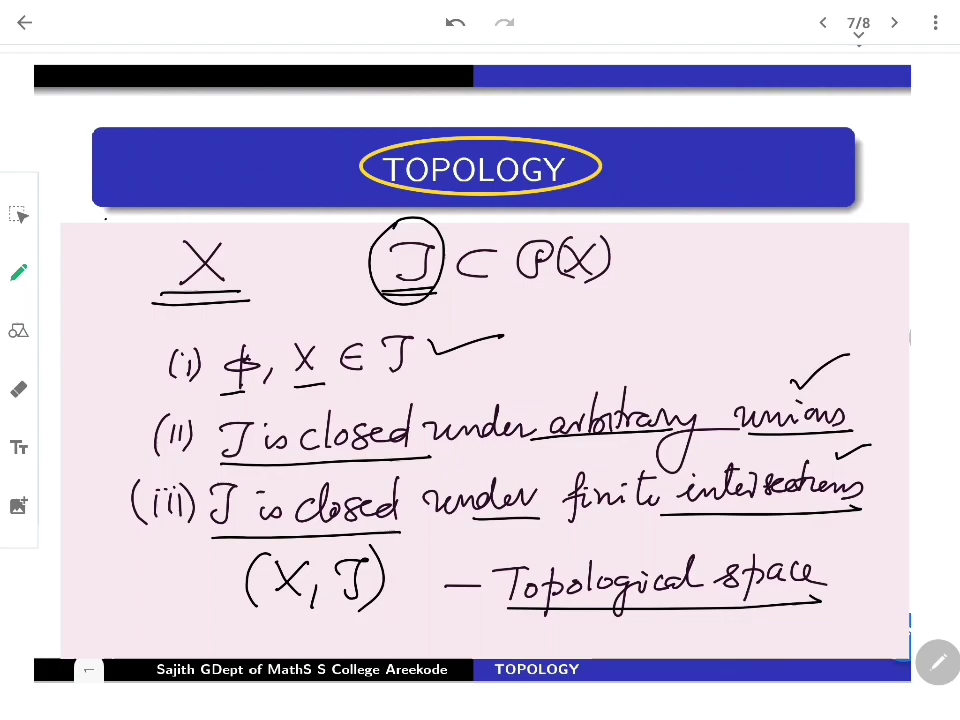 7/8
TOPOLOGY
X J ⊂ P(X)
(i) ϕ, X ∈ J
(ii) J is closed under arbitrary unions
(iii) J is closed under finite intersections
(X, J) — Topological space
Tт
Sajith GDept of MathS S College Areekode TOPOLOGY